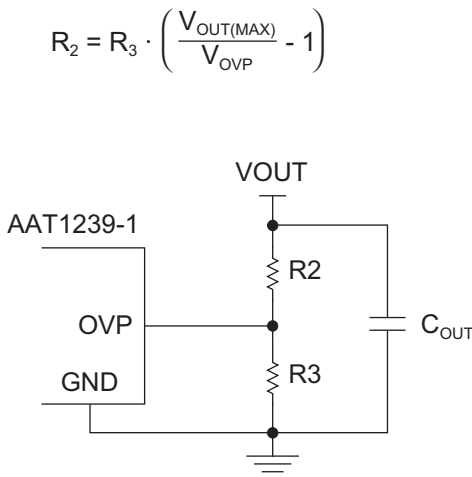 R2 = R3 · ( VOUT(MAX) / VOVP - 1 )
VOUT
AAT1239-1
R2
OVP
COUT
R3
GND